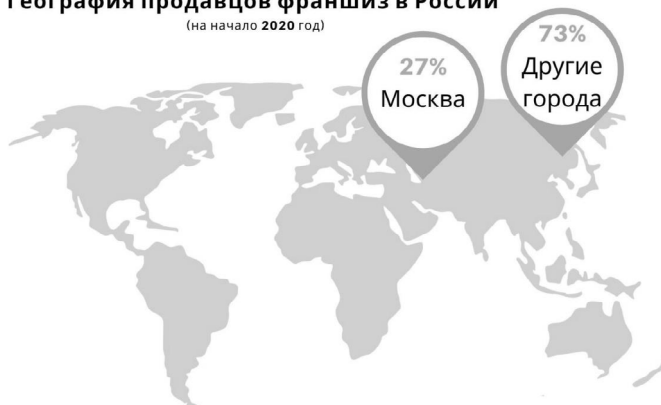 География продавцов франшиз в России
(на начало 2020 год)
27%
Москва
73%
Другие
города